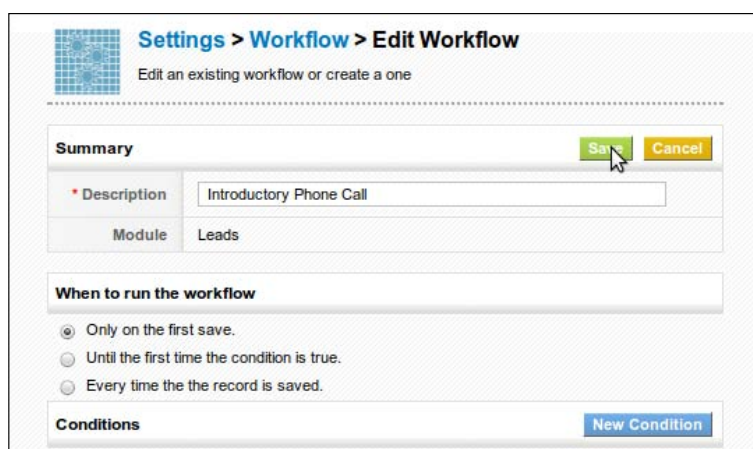 Settings > Workflow > Edit Workflow
Edit an existing workflow or create a one
Summary
Save Cancel
* Description Introductory Phone Call
Module Leads
When to run the workflow
Only on the first save.
Until the first time the condition is true.
Every time the the record is saved.
Conditions New Condition